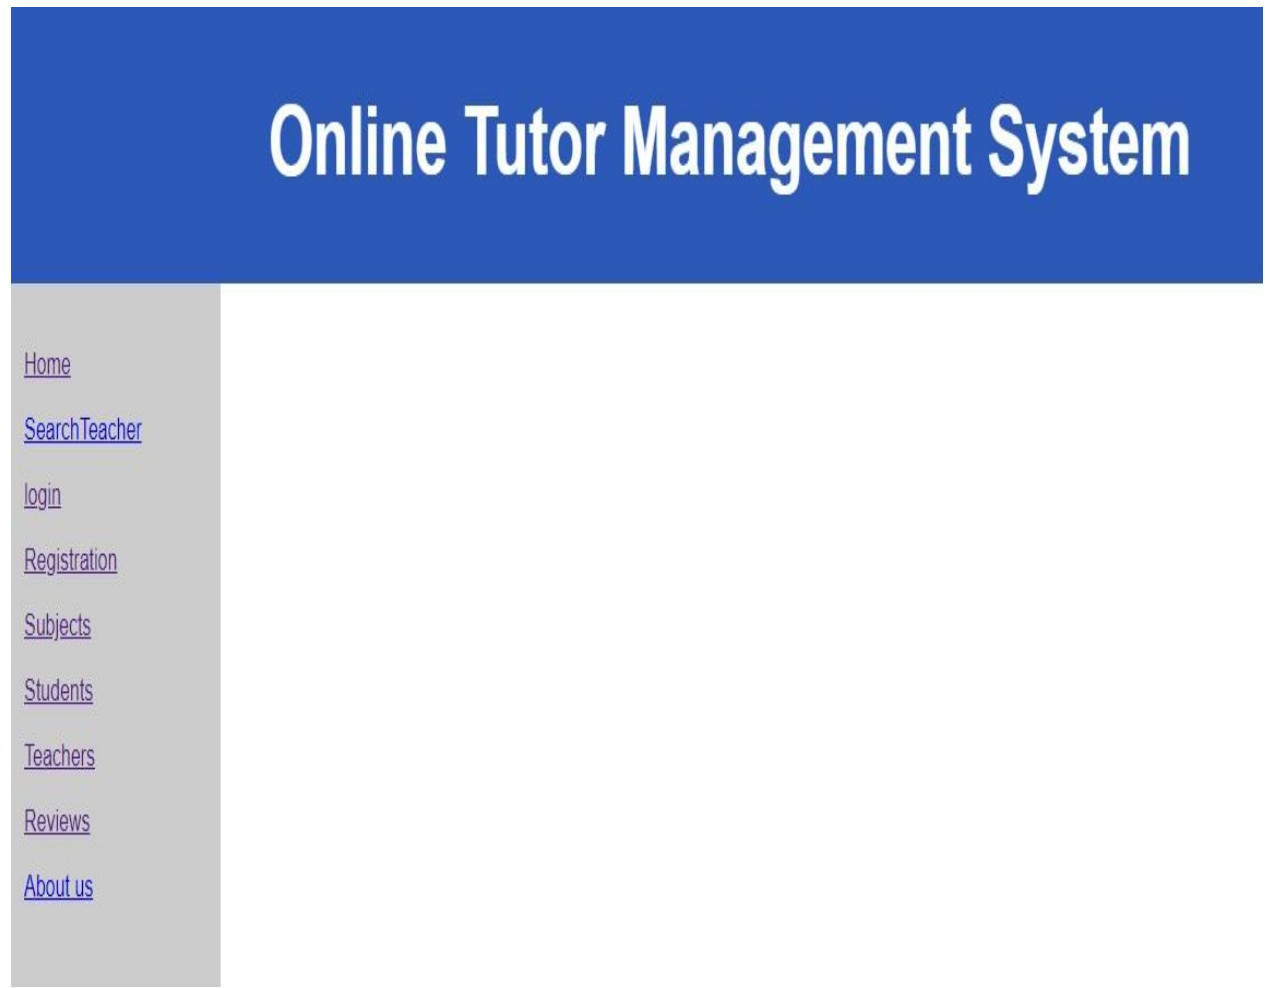 Online Tutor Management System
Home
SearchTeacher
login
Registration
Subjects
Students
Teachers
Reviews
About us